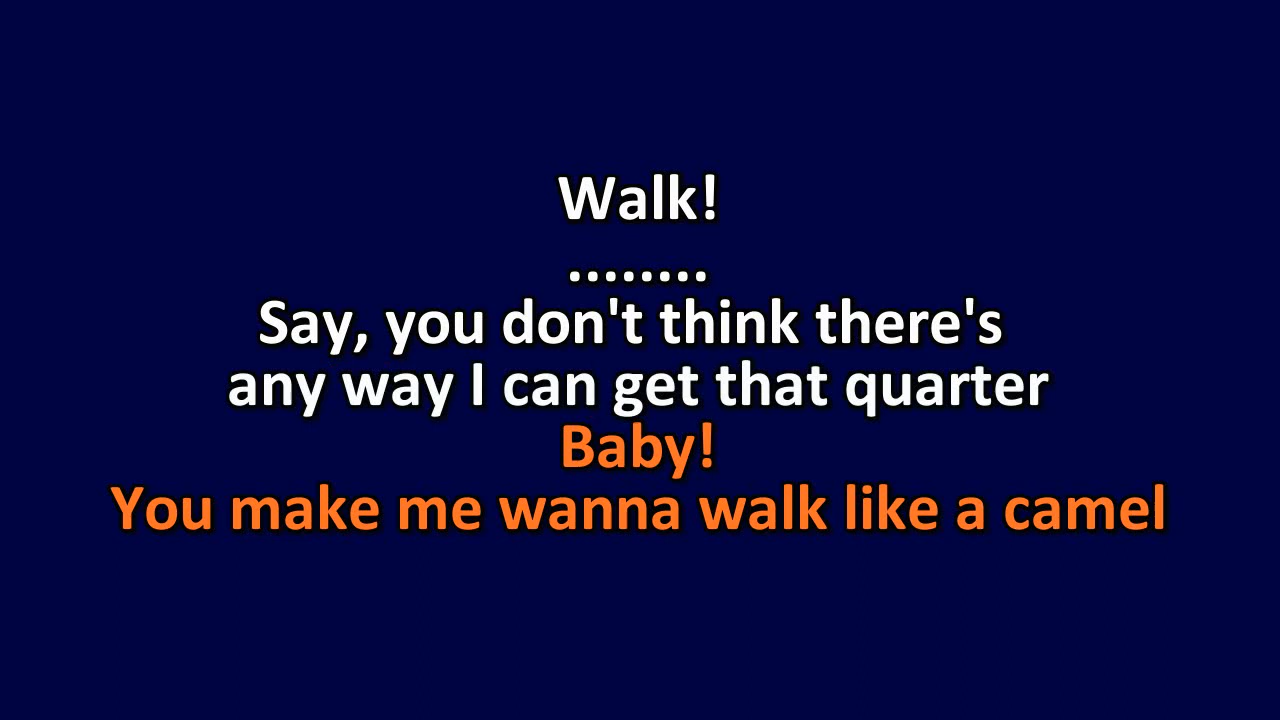 Walk!
........
Say, you don't think there's
any way I can get that quarter
Baby!
You make me wanna walk like a camel